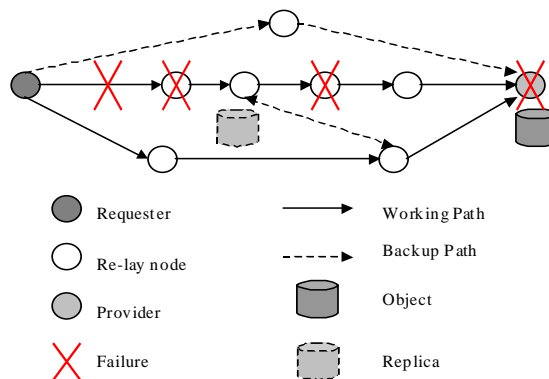 Requester
Working Path
Re-lay node
Backup Path
Provider
Object
Failure
Replica